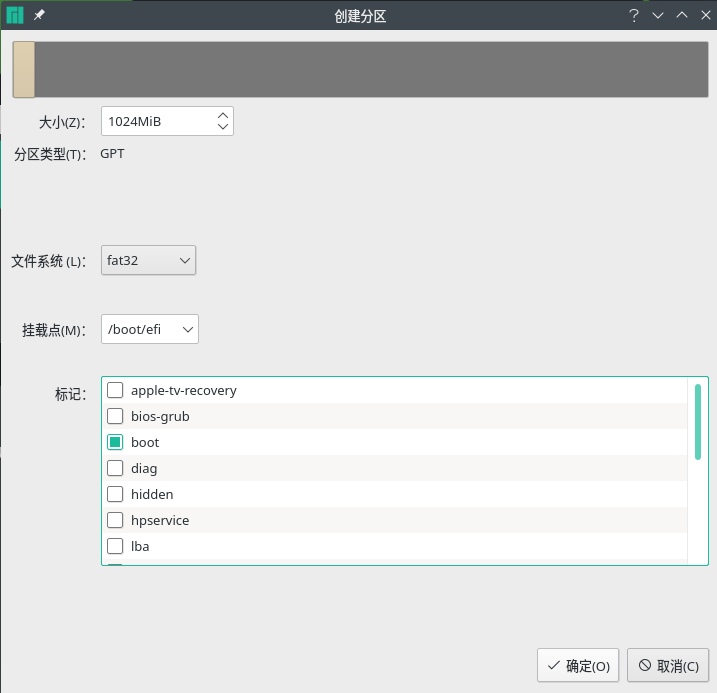 创建分区
大小(Z)： 1024MiB
分区类型(T)： GPT
文件系统 (L)： fat32
挂载点(M)： /boot/efi
标记：
apple-tv-recovery
bios-grub
boot
diag
hidden
hpservice
lba
确定(O) 取消(C)